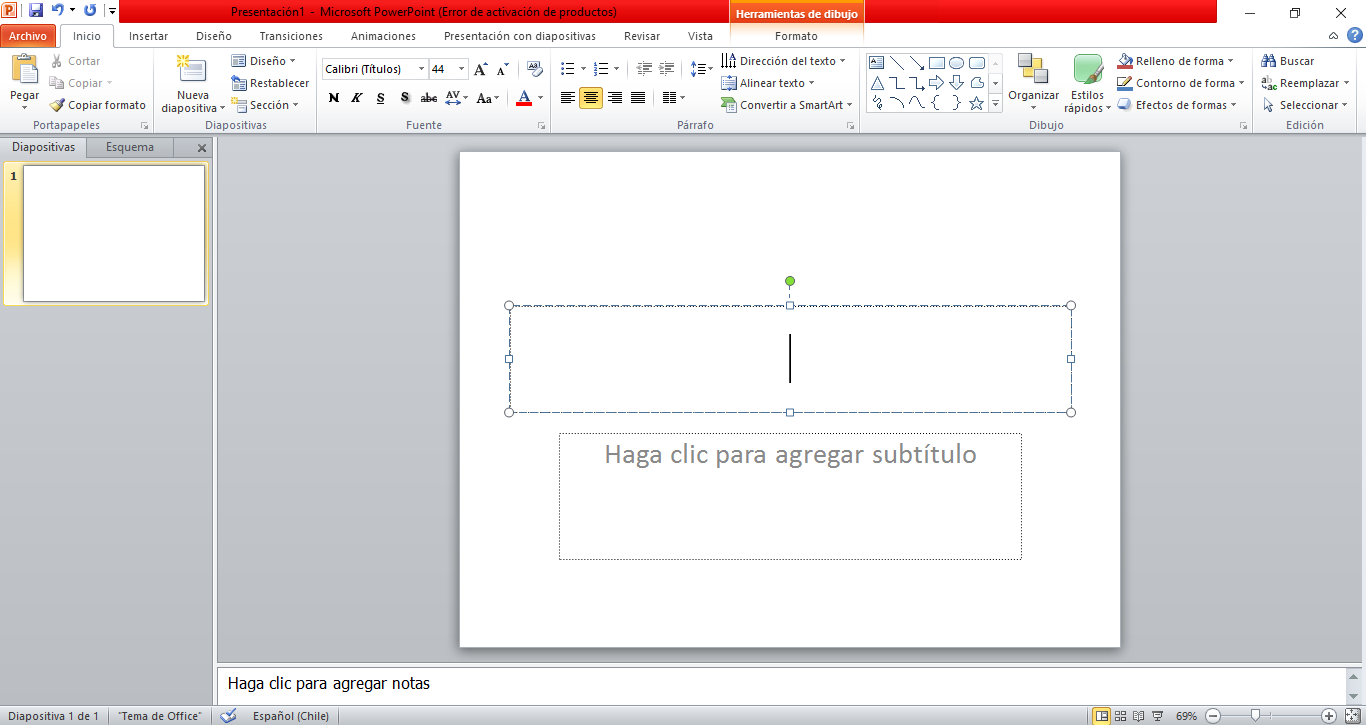 Presentación1 - Microsoft PowerPoint (Error de activación de productos)
Herramientas de dibujo
Archivo Inicio Insertar Diseño Transiciones Animaciones Presentación con diapositivas Revisar Vista Formato
Pegar
Cortar
Copiar
Copiar formato
Portapapeles
Nueva
diapositiva
Diseño
Restablecer
Sección
Diapositivas
Calibri (Títulos) 44 A A
N K S S abc AV Aa A
Fuente
Dirección del texto
Alinear texto
Convertir a SmartArt
Párrafo
Organizar
Estilos
rápidos
Relleno de forma
Contorno de forma
Efectos de formas
Dibujo
Buscar
Reemplazar
Seleccionar
Edición
Diapositivas Esquema
1
Haga clic para agregar subtítulo
Haga clic para agregar notas
Diapositiva 1 de 1 "Tema de Office" Español (Chile) 69%